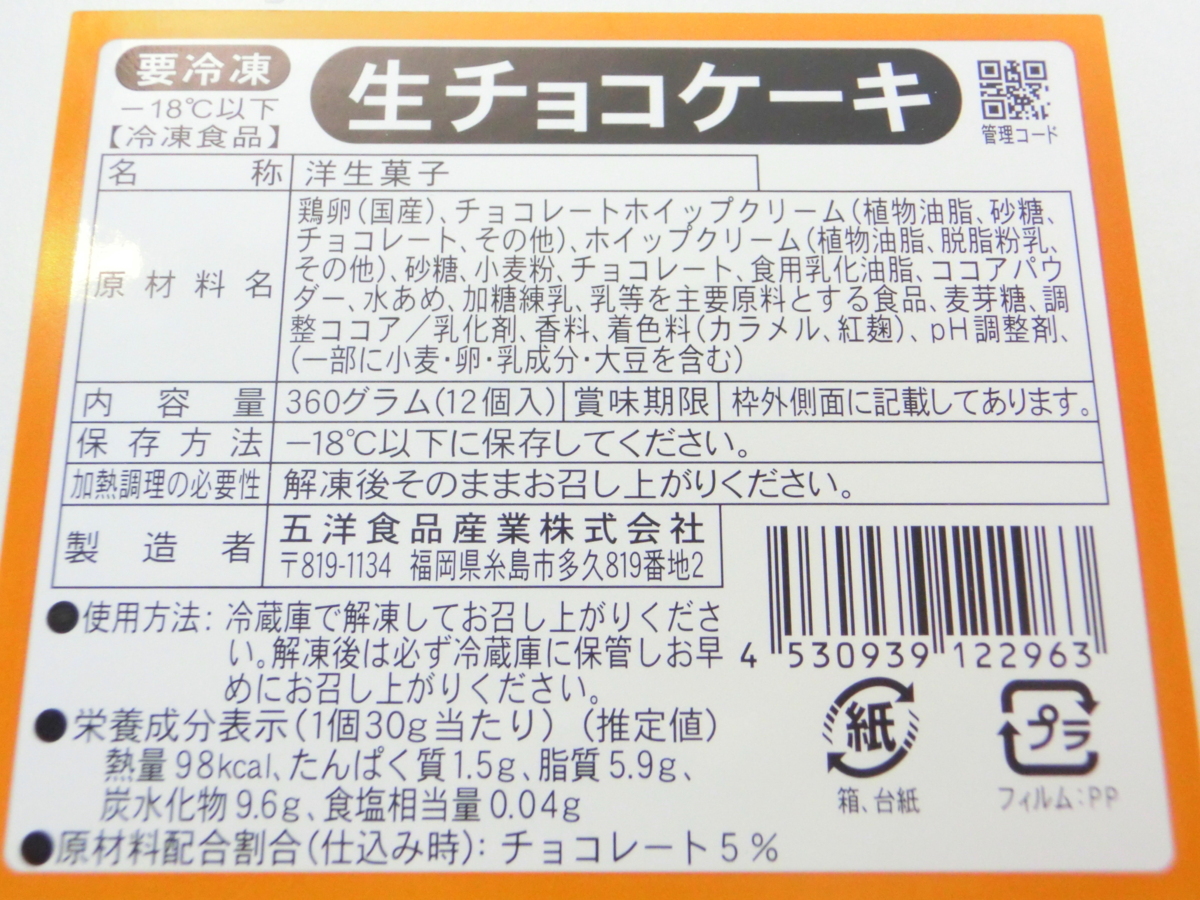 要冷凍
−18℃以下
【冷凍食品】
生チョコケーキ
管理コード
名称 洋生菓子
原材料名
鶏卵(国産)、チョコレートホイップクリーム(植物油脂、砂糖、
チョコレート、その他)、ホイップクリーム(植物油脂、脱脂粉乳、
その他)、砂糖、小麦粉、チョコレート、食用乳化油脂、ココアパウ
ダー、水あめ、加糖練乳、乳等を主要原料とする食品、麦芽糖、調
整ココア／乳化剤、香料、着色料(カラメル、紅麹)、pH調整剤、
(一部に小麦・卵・乳成分・大豆を含む)
内容量 360グラム(12個入) 賞味期限 枠外側面に記載してあります。
保存方法 −18℃以下に保存してください。
加熱調理の必要性 解凍後そのままお召し上がりください。
製造者
五洋食品産業株式会社
〒819-1134 福岡県糸島市多久819番地2
●使用方法：冷蔵庫で解凍してお召し上がりくださ
い。解凍後は必ず冷蔵庫に保管しお早
めにお召し上がりください。
4 530939 122963
●栄養成分表示(1個30g当たり)(推定値)
熱量98kcal、たんぱく質1.5g、脂質5.9g、
炭水化物9.6g、食塩相当量0.04g
●原材料配合割合(仕込み時)：チョコレート5%
紙
箱、台紙
プラ
フィルム：PP